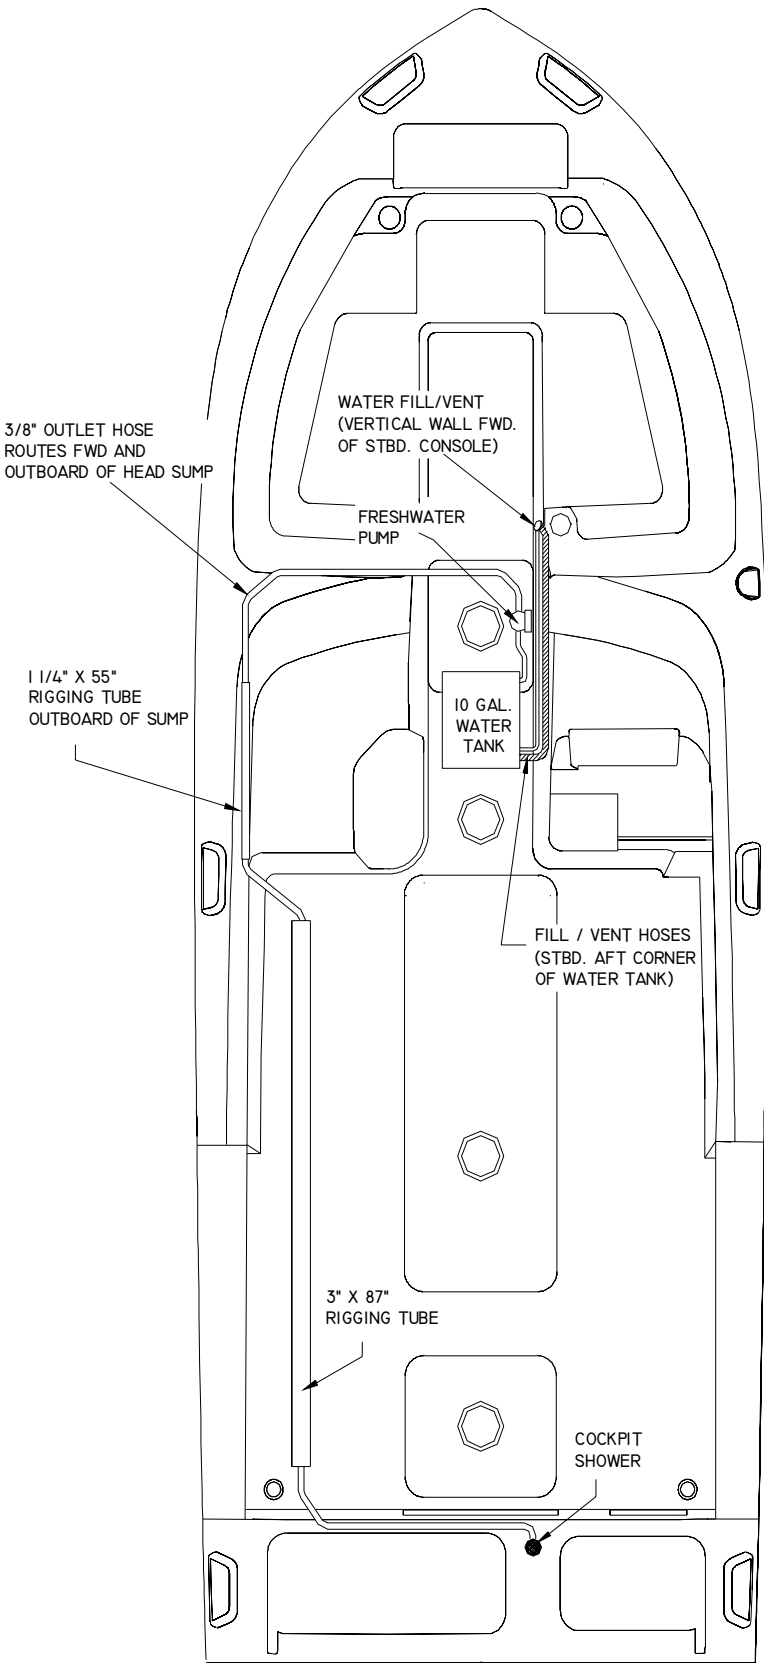 WATER FILL/VENT
(VERTICAL WALL FWD.
OF STBD. CONSOLE)
3/8" OUTLET HOSE
ROUTES FWD AND
OUTBOARD OF HEAD SUMP
FRESHWATER
PUMP
1 1/4" X 55"
RIGGING TUBE
OUTBOARD OF SUMP
10 GAL.
WATER
TANK
FILL / VENT HOSES
(STBD. AFT CORNER
OF WATER TANK)
3" X 87"
RIGGING TUBE
COCKPIT
SHOWER